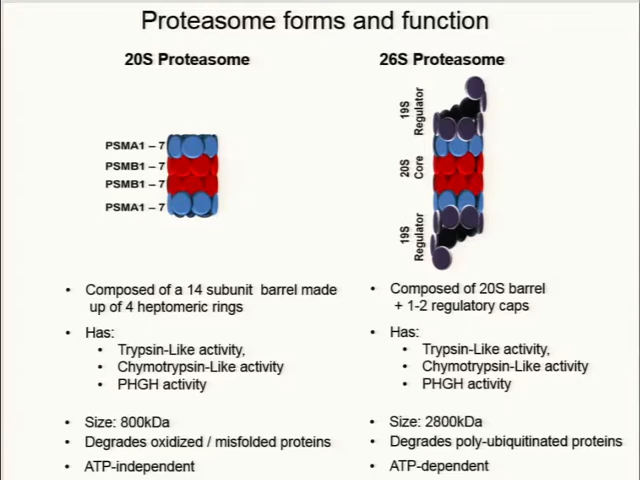 Proteasome forms and function
20S Proteasome
PSMA1 – 7
PSMB1 – 7
PSMB1 – 7
PSMA1 – 7
• Composed of a 14 subunit barrel made
up of 4 heptomeric rings
• Has:
• Trypsin-Like activity,
• Chymotrypsin-Like activity
• PHGH activity
• Size: 800kDa
• Degrades oxidized / misfolded proteins
• ATP-independent
26S Proteasome
19S
Regulator
20S
Core
19S
Regulator
• Composed of 20S barrel
+ 1-2 regulatory caps
• Has:
• Trypsin-Like activity,
• Chymotrypsin-Like activity
• PHGH activity
• Size: 2800kDa
• Degrades poly-ubiquitinated proteins
• ATP-dependent